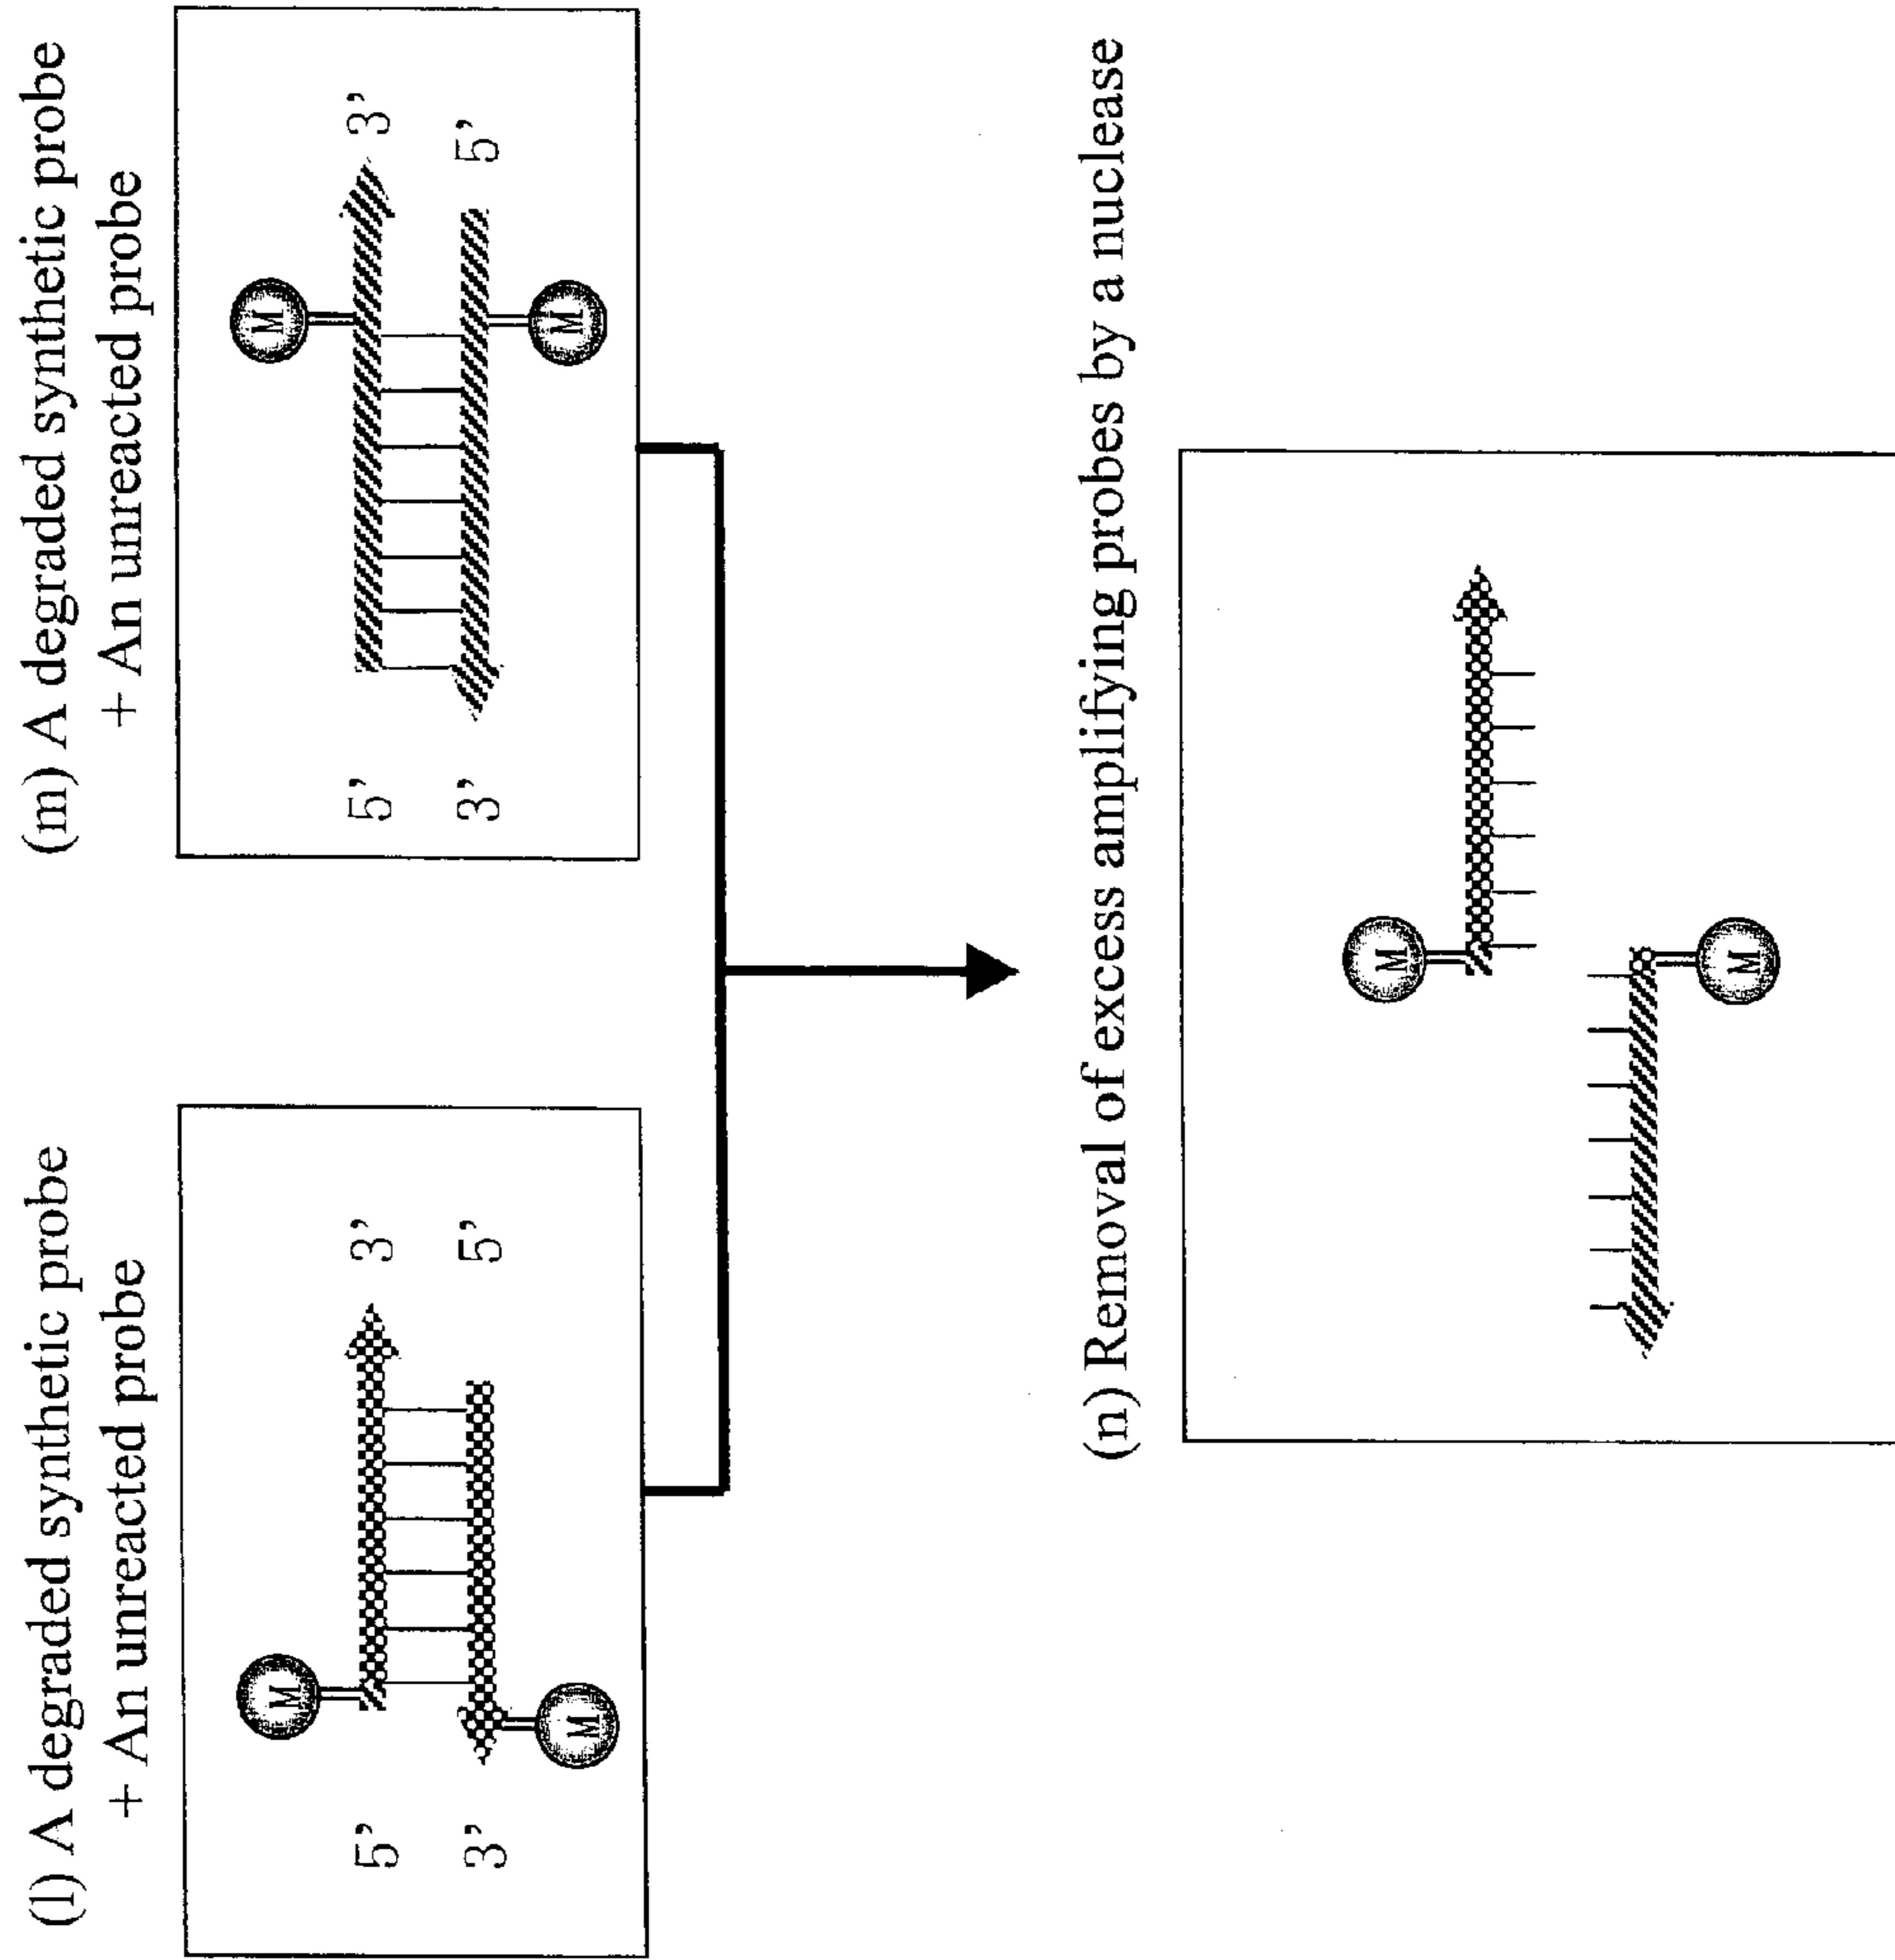 (l) A degraded synthetic probe
+ An unreacted probe
M
5' 3'
3' 5'
M
(m) A degraded synthetic probe
+ An unreacted probe
M
5' 3'
3' 5'
M
(n) Removal of excess amplifying probes by a nuclease
M
M